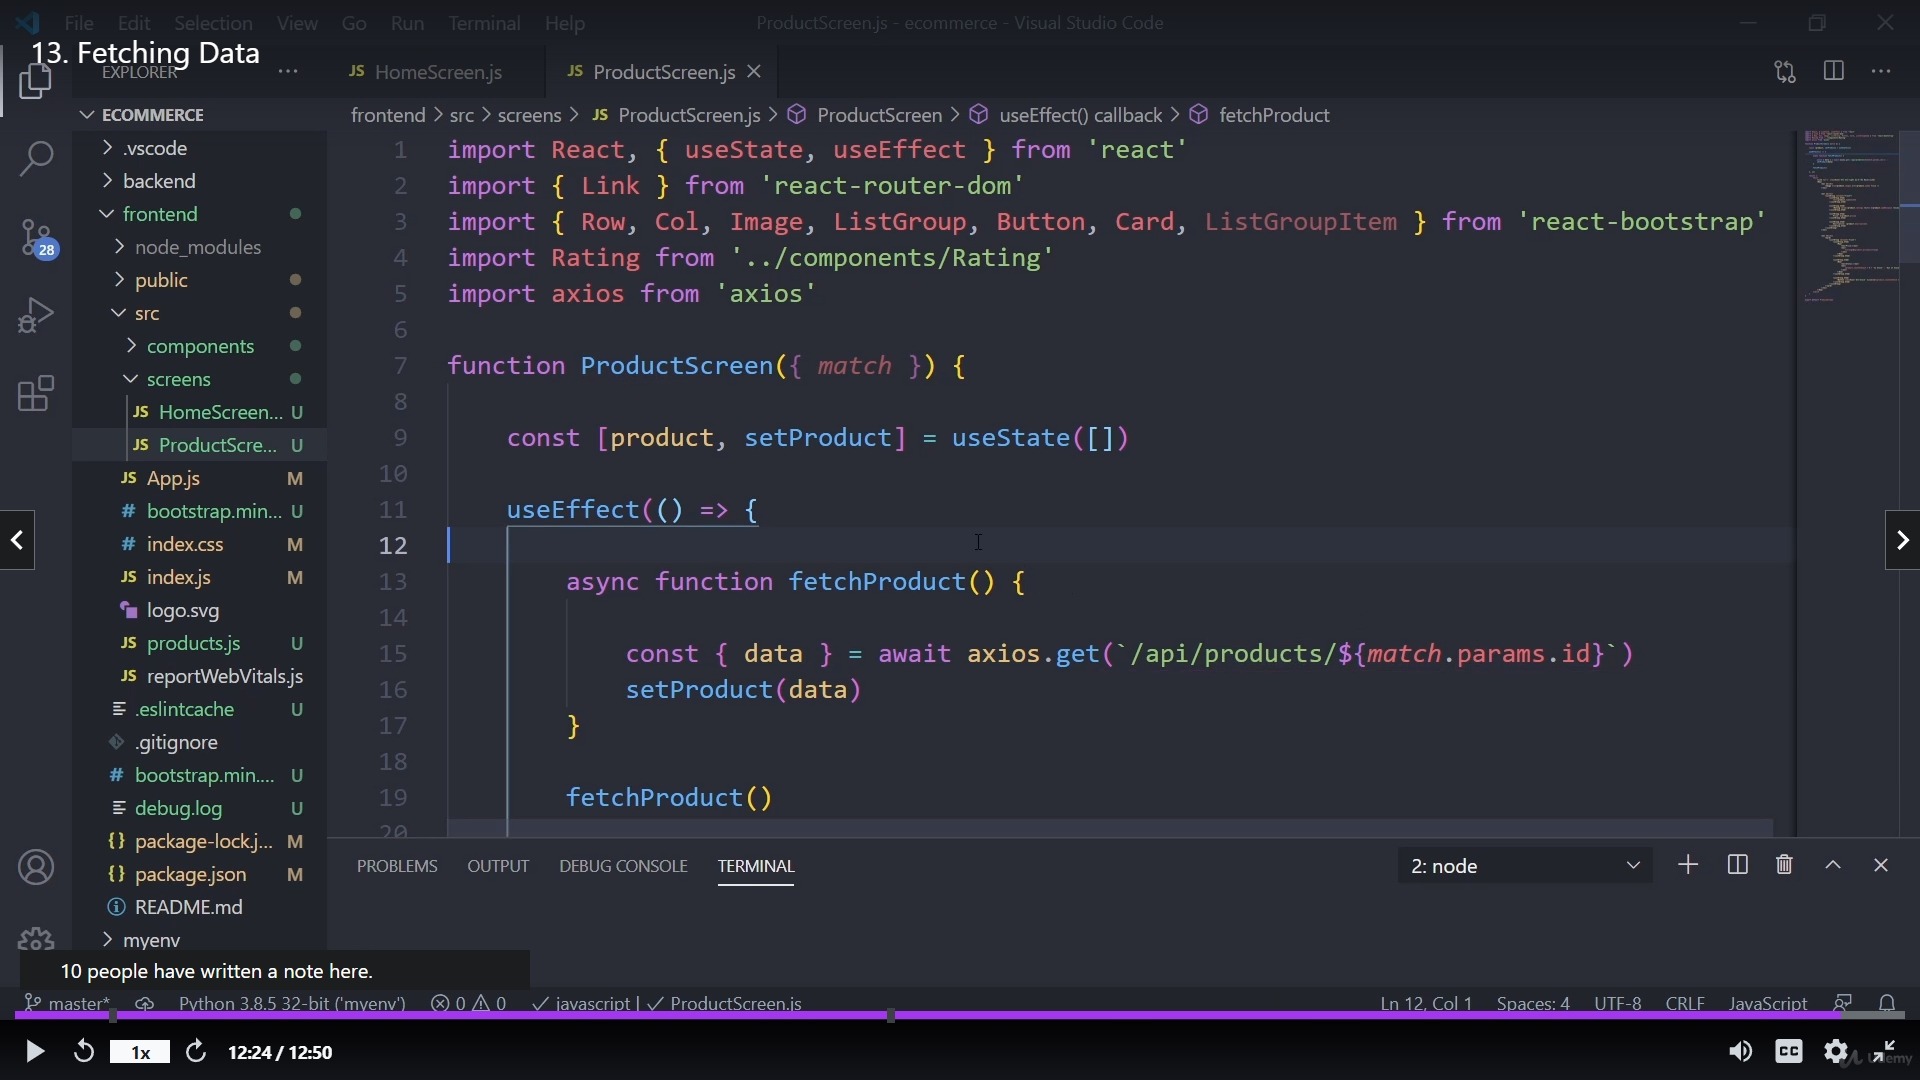 File Edit Selection View Go Run Terminal Help
ProductScreen.js - ecommerce - Visual Studio Code
13. Fetching Data
EXPLORER
JS HomeScreen.js
JS ProductScreen.js
ECOMMERCE
frontend > src > screens > JS ProductScreen.js > ProductScreen > useEffect() callback > fetchProduct
.vscode
backend
frontend
node_modules
public
src
components
screens
JS HomeScreen... U
JS ProductScre... U
JS App.js M
# bootstrap.min... U
# index.css M
JS index.js M
logo.svg
JS products.js U
JS reportWebVitals.js
.eslintcache U
.gitignore
# bootstrap.min.... U
debug.log U
{} package-lock.j... M
{} package.json M
README.md
myenv
28
1 import React, { useState, useEffect } from 'react'
2 import { Link } from 'react-router-dom'
3 import { Row, Col, Image, ListGroup, Button, Card, ListGroupItem } from 'react-bootstrap'
4 import Rating from '../components/Rating'
5 import axios from 'axios'
6
7 function ProductScreen({ match }) {
8
9 const [product, setProduct] = useState([])
10
11 useEffect(() => {
12
13 async function fetchProduct() {
14
15 const { data } = await axios.get(`/api/products/${match.params.id}`)
16 setProduct(data)
17 }
18
19 fetchProduct()
20
PROBLEMS OUTPUT DEBUG CONSOLE TERMINAL
2: node
10 people have written a note here.
master* Python 3.8.5 32-bit ('myenv') 0 0 javascript | ProductScreen.js
Ln 12, Col 1 Spaces: 4 UTF-8 CRLF JavaScript
1x 12:24 / 12:50
CC
Udemy